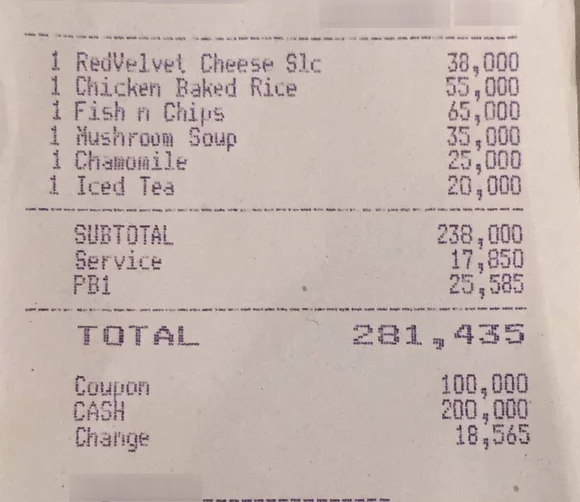 1 RedVelvet Cheese Slc 38,000
1 Chicken Baked Rice 55,000
1 Fish n Chips 65,000
1 Mushroom Soup 35,000
1 Chamomile 25,000
1 Iced Tea 20,000
SUBTOTAL 238,000
Service 17,850
PB1 25,585
TOTAL 281,435
Coupon 100,000
CASH 200,000
Change 18,565